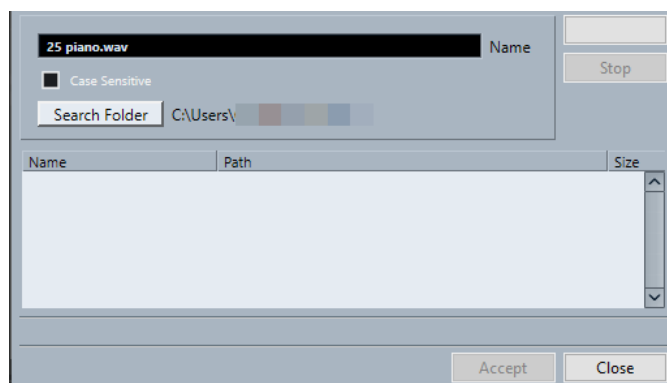 25 piano.wav Name
Stop
Case Sensitive
Search Folder C:\Users\
Name Path Size
Accept Close